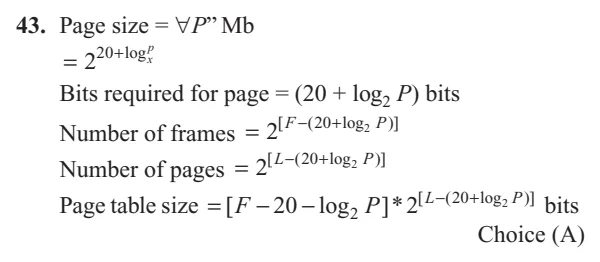 43. Page size = ∀P” Mb
= 2^{20+log_x^p}
Bits required for page = (20 + log₂ P) bits
Number of frames = 2^{[F−(20+log₂ P)]}
Number of pages = 2^{[L−(20+log₂ P)]}
Page table size = [F − 20 − log₂ P] * 2^{[L−(20+log₂ P)]} bits
Choice (A)